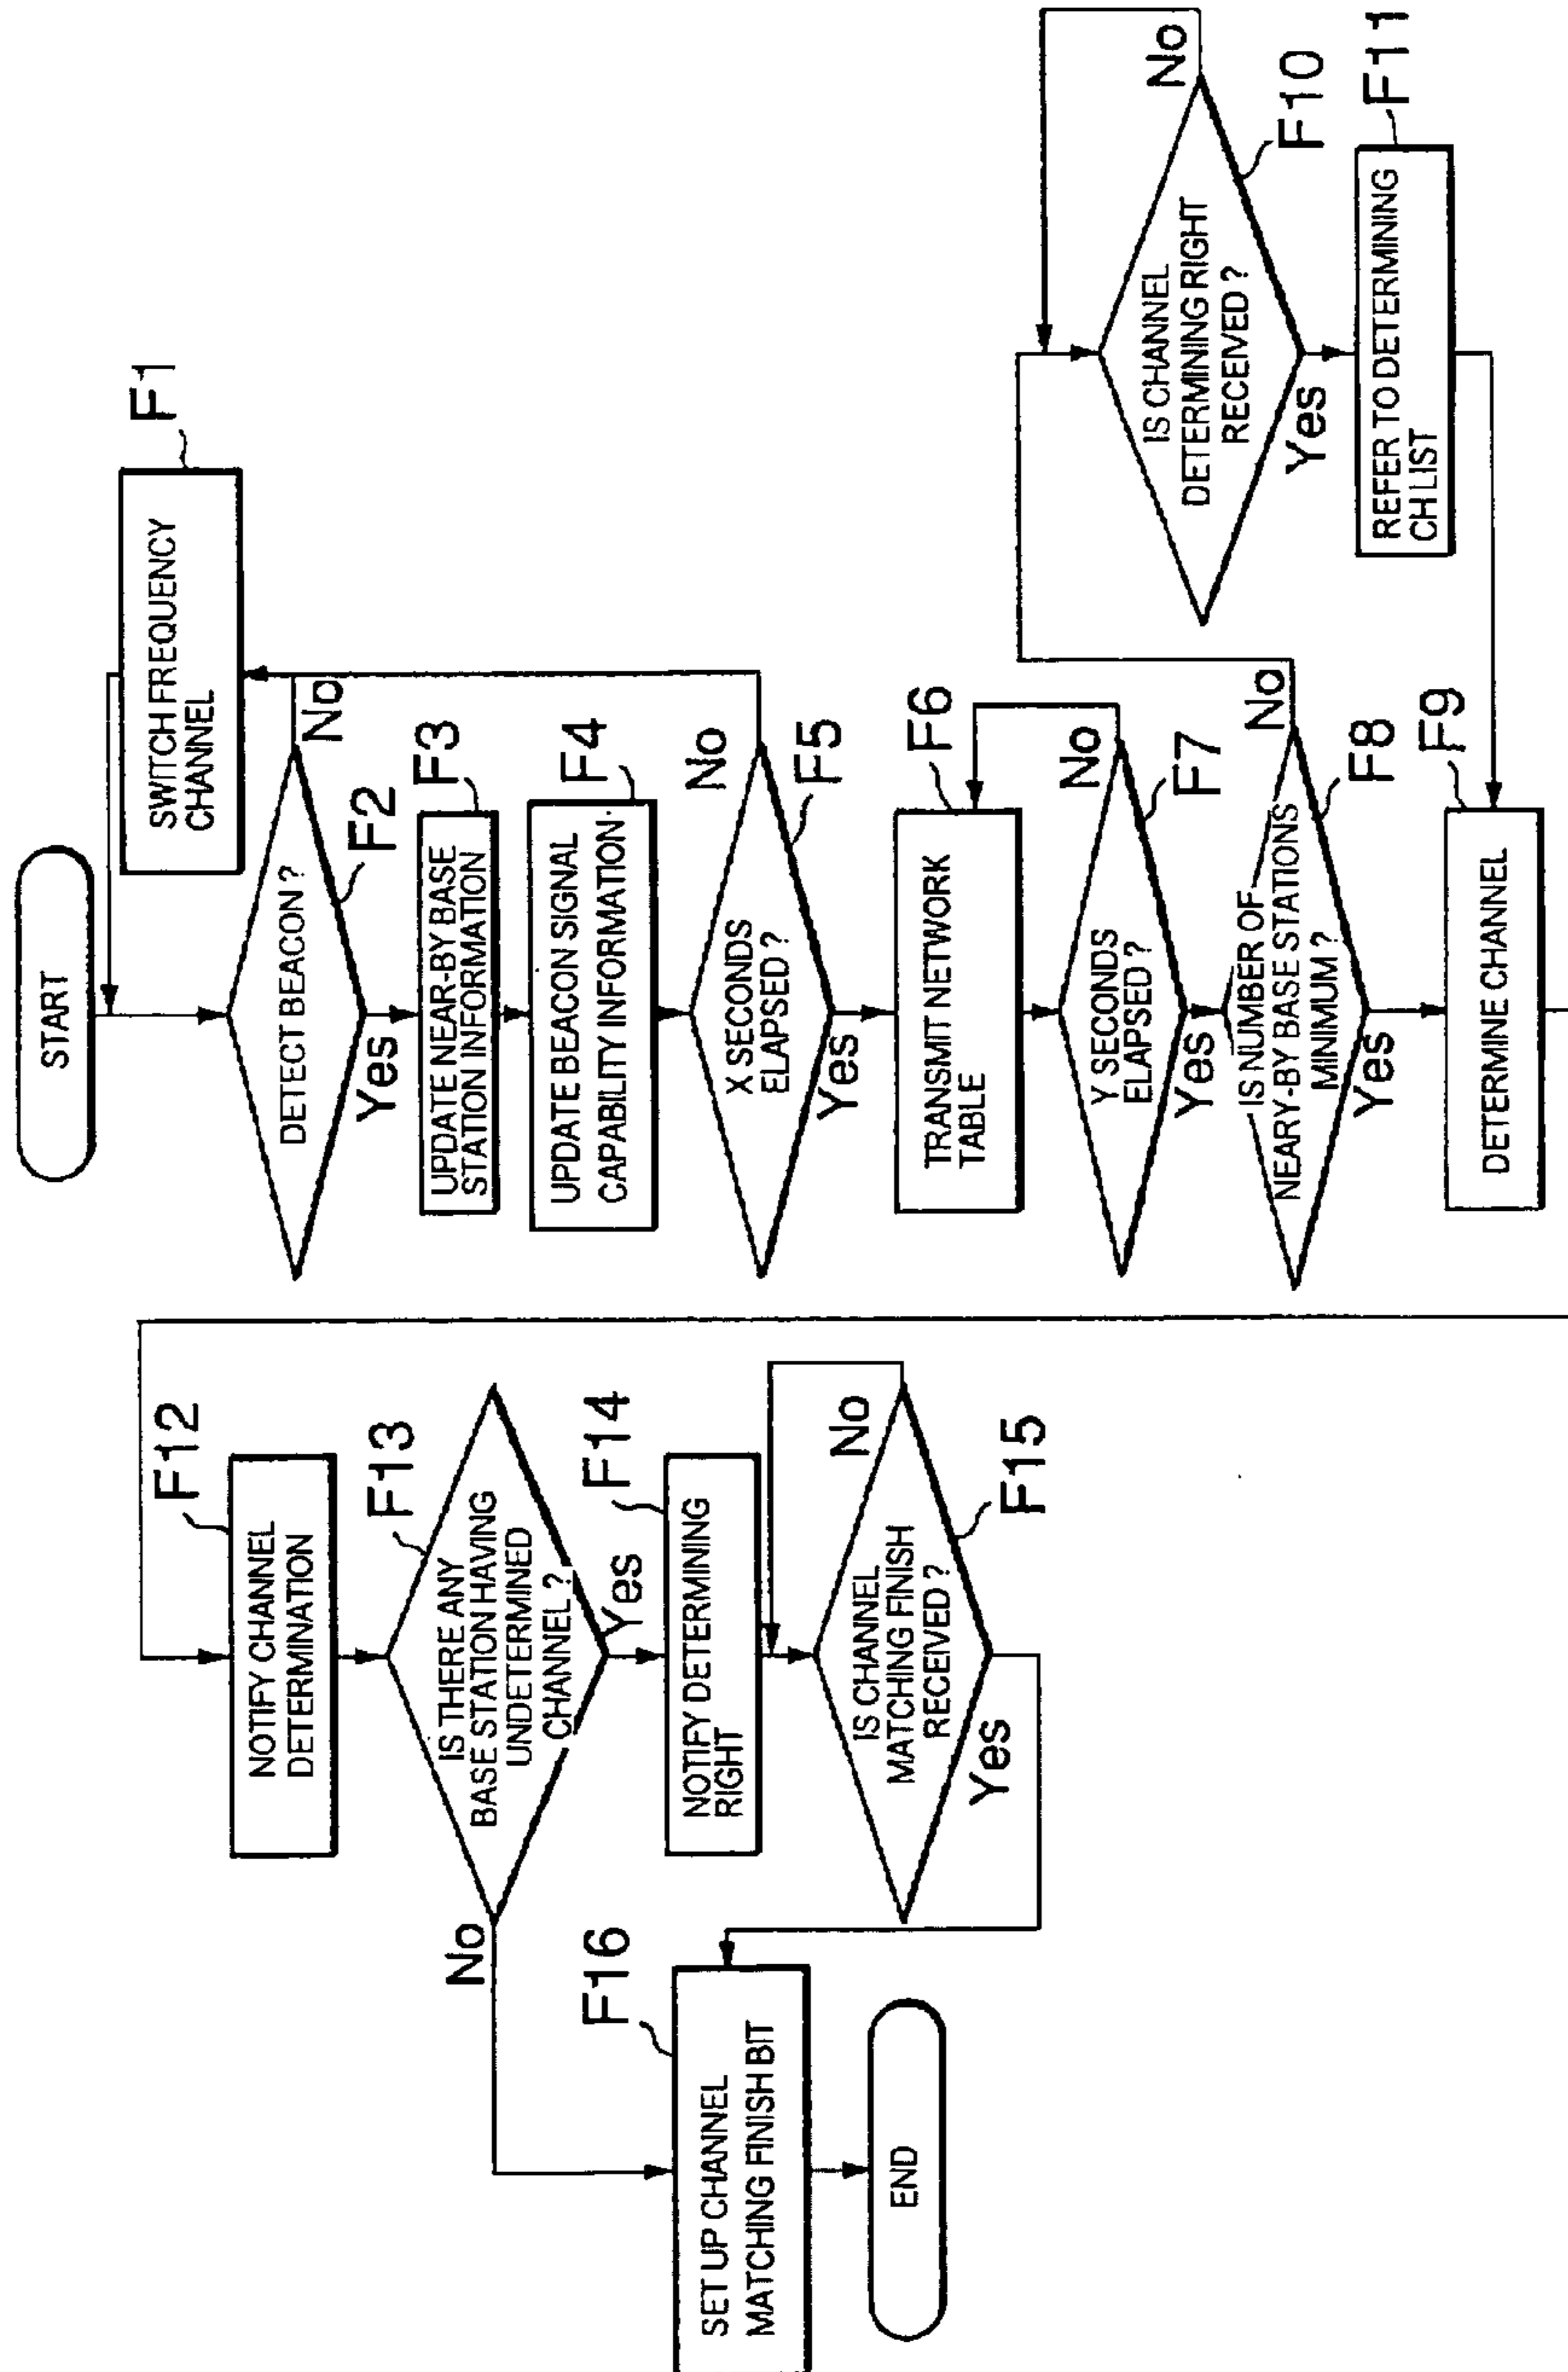 START
SWITCH FREQUENCY
CHANNEL
F1
DETECT BEACON ?
F2
No
Yes
UPDATE NEAR-BY BASE
STATION INFORMATION
F3
UPDATE BEACON SIGNAL
CAPABILITY INFORMATION
F4
X SECONDS
ELAPSED ?
F5
No
Yes
TRANSMIT NETWORK
TABLE
F6
Y SECONDS
ELAPSED ?
F7
No
Yes
IS NUMBER OF
NEARY-BY BASE STATIONS
MINIMUM ?
F8
No
Yes
DETERMINE CHANNEL
F9
IS CHANNEL
DETERMINING RIGHT
RECEIVED ?
F10
No
Yes
REFER TO DETERMINING
CH LIST
F11
NOTIFY CHANNEL
DETERMINATION
F12
IS THERE ANY
BASE STATION HAVING
UNDETERMINED
CHANNEL ?
F13
No
Yes
NOTIFY DETERMINING
RIGHT
F14
IS CHANNEL
MATCHING FINISH
RECEIVED ?
F15
No
Yes
SET UP CHANNEL
MATCHING FINISH BIT
F16
END